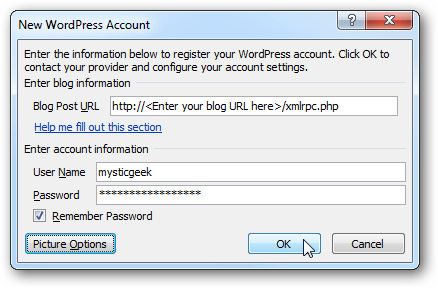 New WordPress Account
Enter the information below to register your WordPress account. Click OK to
contact your provider and configure your account settings.
Enter blog information
Blog Post URL http://<Enter your blog URL here>/xmlrpc.php
Help me fill out this section
Enter account information
User Name mysticgeek
Password *****************
Remember Password
Picture Options OK Cancel